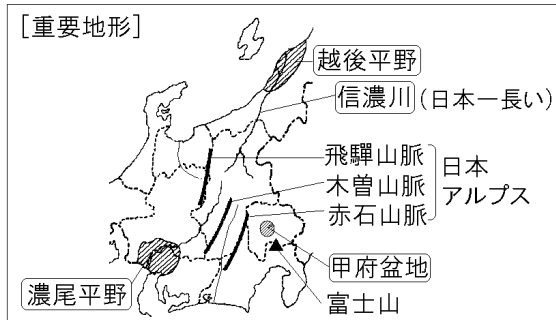 [重要地形]
越後平野
信濃川(日本一長い)
飛驒山脈
木曽山脈
赤石山脈
日本
アルプス
甲府盆地
濃尾平野
富士山